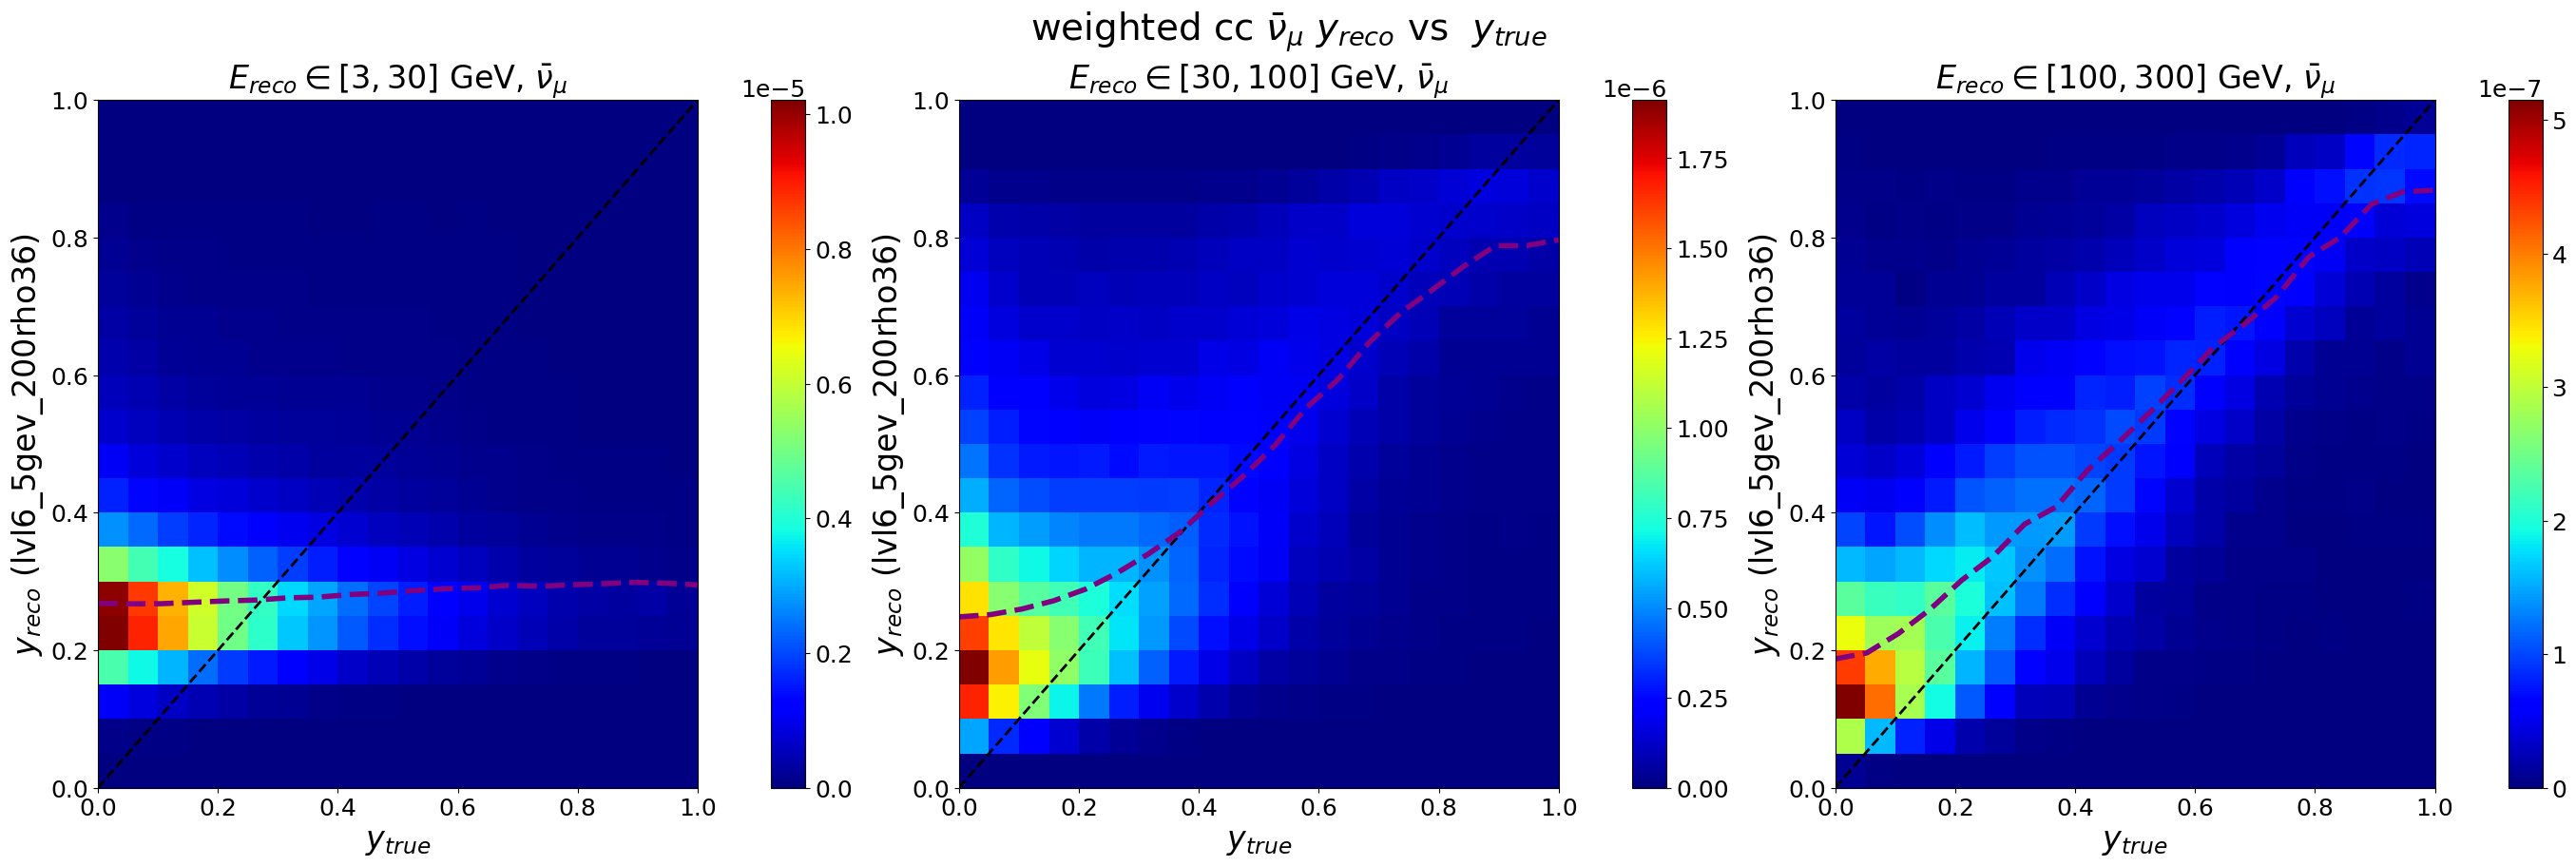 weighted cc ν̄μ yreco vs ytrue
Ereco ∈ [3, 30] GeV, ν̄μ
1e−5
1.0
0.8
0.6
0.4
0.2
0.0
yreco (lvl6_5gev_200rho36)
0.0 0.2 0.4 0.6 0.8 1.0
ytrue
1.0
0.8
0.6
0.4
0.2
0.0
Ereco ∈ [30, 100] GeV, ν̄μ
1e−6
1.0
0.8
0.6
0.4
0.2
0.0
yreco (lvl6_5gev_200rho36)
0.0 0.2 0.4 0.6 0.8 1.0
ytrue
1.75
1.50
1.25
1.00
0.75
0.50
0.25
0.00
Ereco ∈ [100, 300] GeV, ν̄μ
1e−7
1.0
0.8
0.6
0.4
0.2
0.0
yreco (lvl6_5gev_200rho36)
0.0 0.2 0.4 0.6 0.8 1.0
ytrue
5
4
3
2
1
0